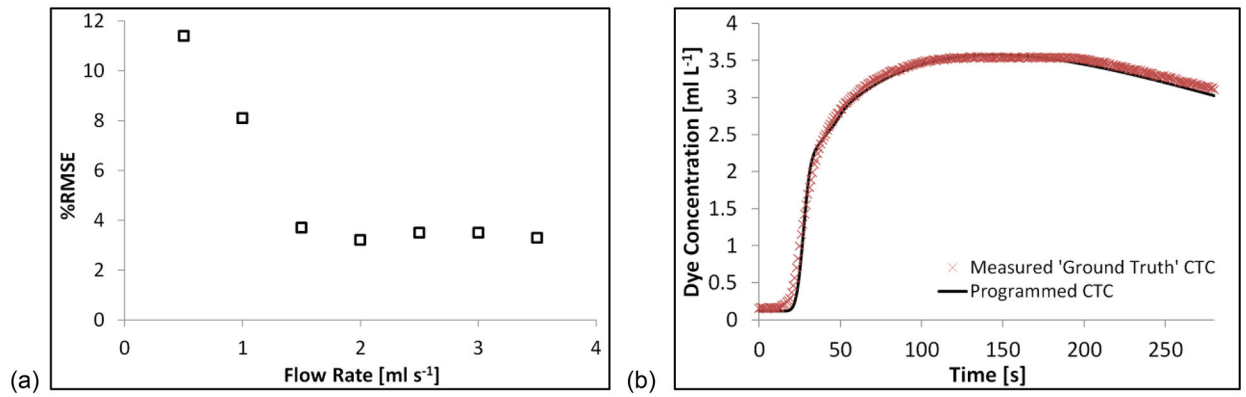 12
10
8
6
4
2
0
%RMSE
0 1 2 3 4
Flow Rate [ml s⁻¹]
(a)
4
3.5
3
2.5
2
1.5
1
0.5
0
Dye Concentration [ml L⁻¹]
Measured 'Ground Truth' CTC
Programmed CTC
0 50 100 150 200 250
Time [s]
(b)